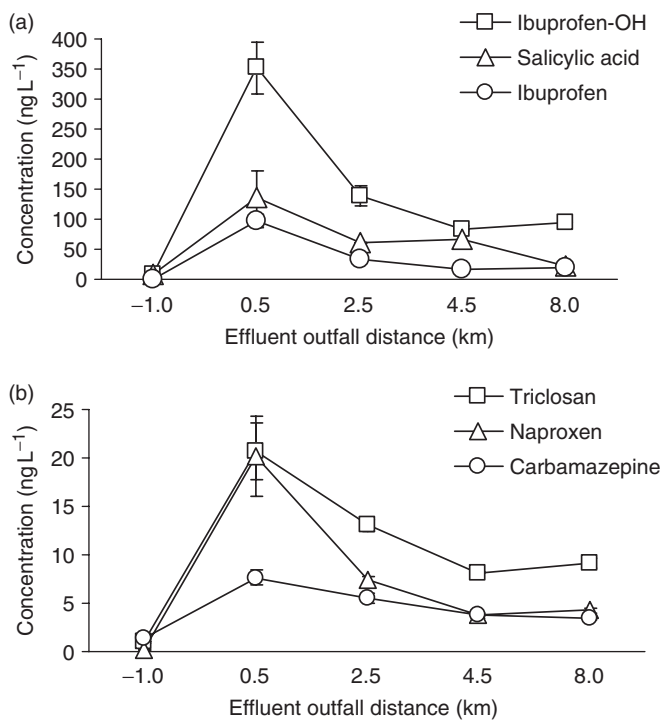 (a)
Ibuprofen-OH
Salicylic acid
Ibuprofen
Concentration (ng L⁻¹)
400
350
300
250
200
150
100
50
0
−1.0 0.5 2.5 4.5 8.0
Effluent outfall distance (km)
(b)
Triclosan
Naproxen
Carbamazepine
Concentration (ng L⁻¹)
25
20
15
10
5
0
−1.0 0.5 2.5 4.5 8.0
Effluent outfall distance (km)